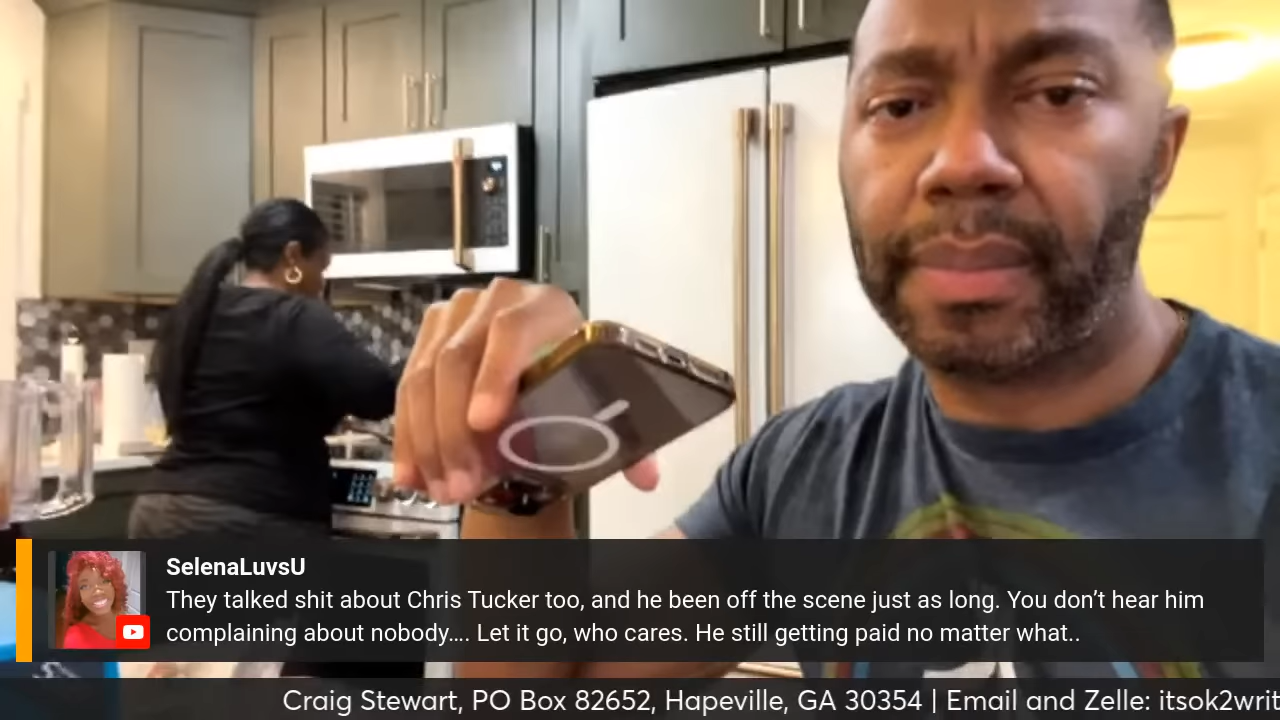 SelenaLuvsU
They talked shit about Chris Tucker too, and he been off the scene just as long. You don’t hear him
complaining about nobody…. Let it go, who cares. He still getting paid no matter what..
Craig Stewart, PO Box 82652, Hapeville, GA 30354 | Email and Zelle: itsok2writ